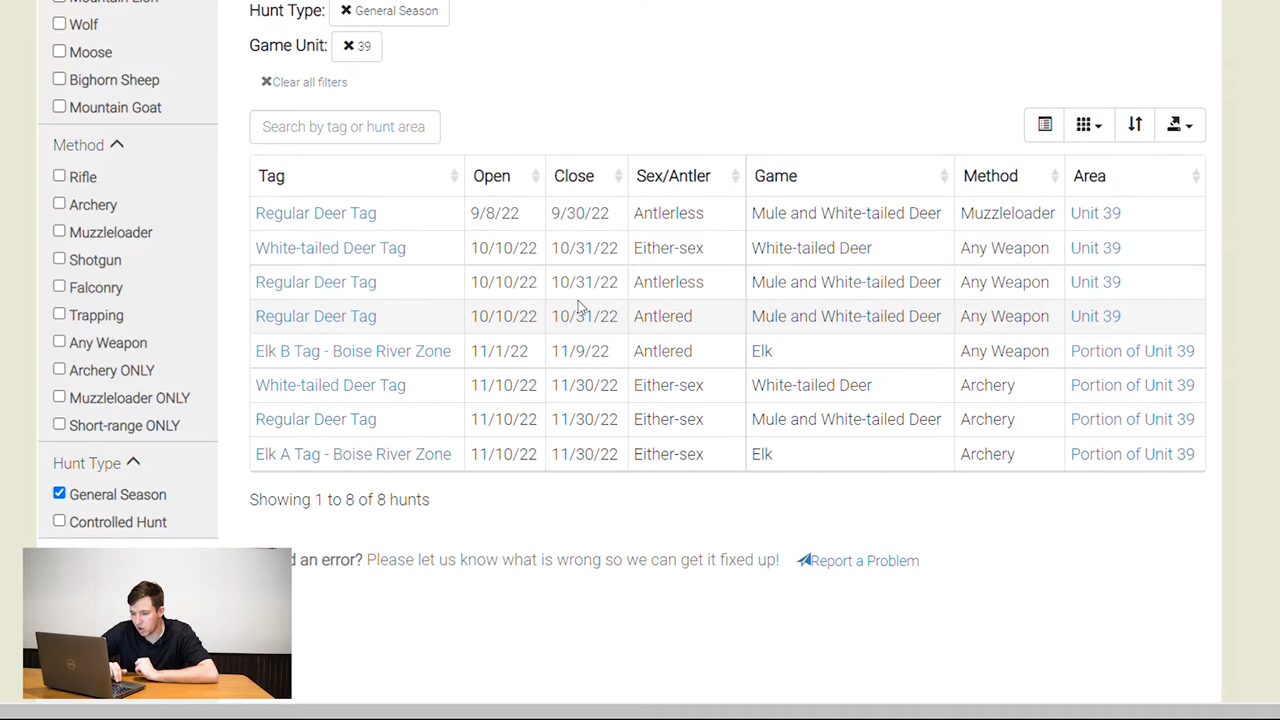 Mountain Lion
Wolf
Moose
Bighorn Sheep
Mountain Goat
Method
Rifle
Archery
Muzzleloader
Shotgun
Falconry
Trapping
Any Weapon
Archery ONLY
Muzzleloader ONLY
Short-range ONLY
Hunt Type
General Season
Controlled Hunt
Hunt Type: General Season
Game Unit: 39
Clear all filters
Search by tag or hunt area
Tag Open Close Sex/Antler Game Method Area
Regular Deer Tag 9/8/22 9/30/22 Antlerless Mule and White-tailed Deer Muzzleloader Unit 39
White-tailed Deer Tag 10/10/22 10/31/22 Either-sex White-tailed Deer Any Weapon Unit 39
Regular Deer Tag 10/10/22 10/31/22 Antlerless Mule and White-tailed Deer Any Weapon Unit 39
Regular Deer Tag 10/10/22 10/31/22 Antlered Mule and White-tailed Deer Any Weapon Unit 39
Elk B Tag - Boise River Zone 11/1/22 11/9/22 Antlered Elk Any Weapon Portion of Unit 39
White-tailed Deer Tag 11/10/22 11/30/22 Either-sex White-tailed Deer Archery Portion of Unit 39
Regular Deer Tag 11/10/22 11/30/22 Either-sex Mule and White-tailed Deer Archery Portion of Unit 39
Elk A Tag - Boise River Zone 11/10/22 11/30/22 Either-sex Elk Archery Portion of Unit 39
Showing 1 to 8 of 8 hunts
d an error? Please let us know what is wrong so we can get it fixed up! Report a Problem